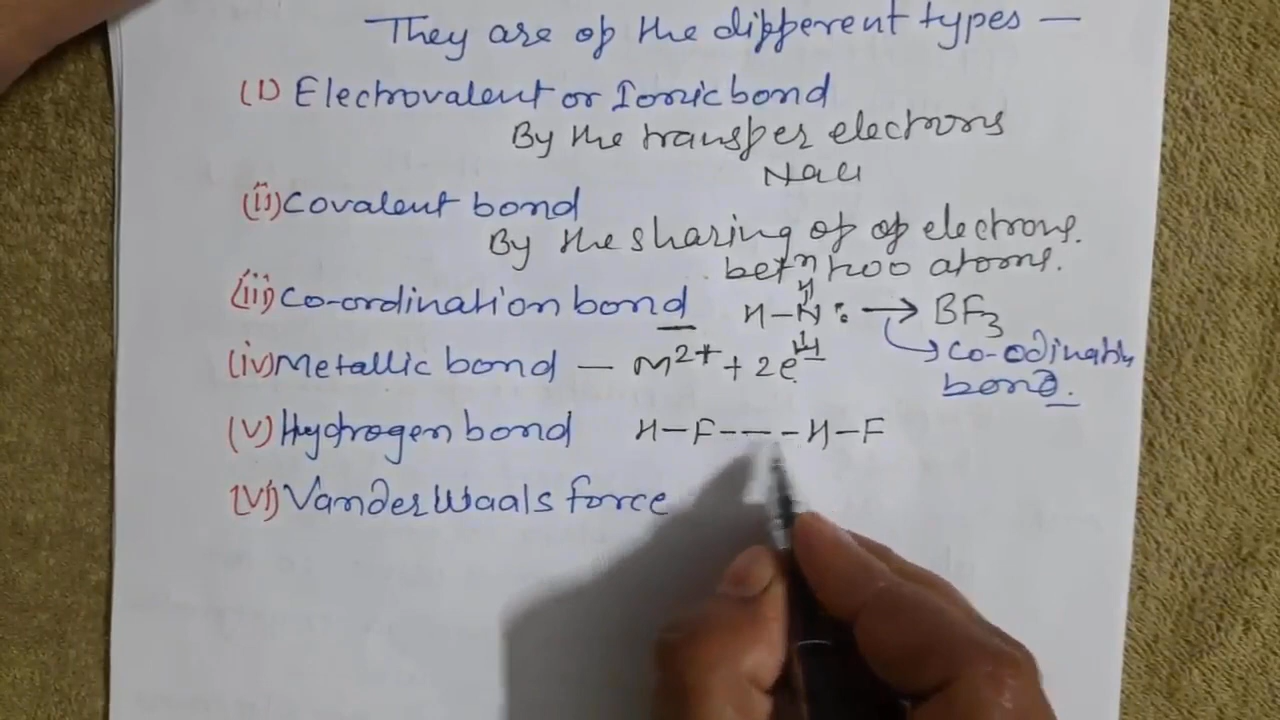 They are of the different types —
(i) Electrovalent or Ionic bond
By the transfer electrons
NaCl
(ii) Covalent bond
By the sharing of of electrons.
betn two atoms.
(iii) Co-ordination bond H-N: → BF3
H
H
Co-odinably
bond.
(iv) Metallic bond — M2+ + 2e-
(v) Hydrogen bond H-F----H-F
(vi) Vander Waals force